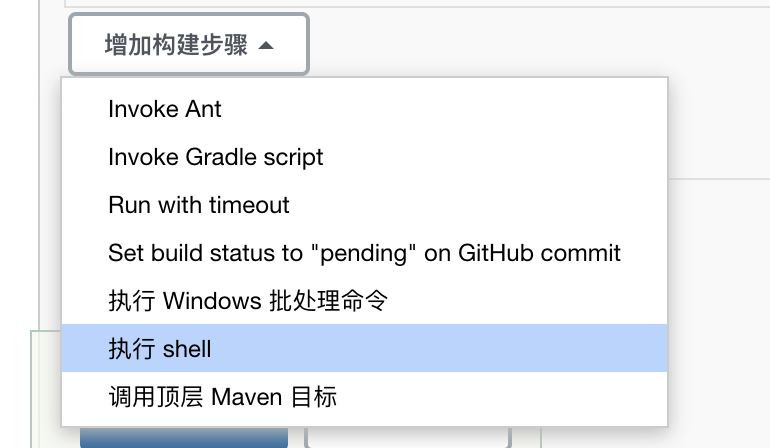 增加构建步骤
Invoke Ant
Invoke Gradle script
Run with timeout
Set build status to "pending" on GitHub commit
执行 Windows 批处理命令
执行 shell
调用顶层 Maven 目标